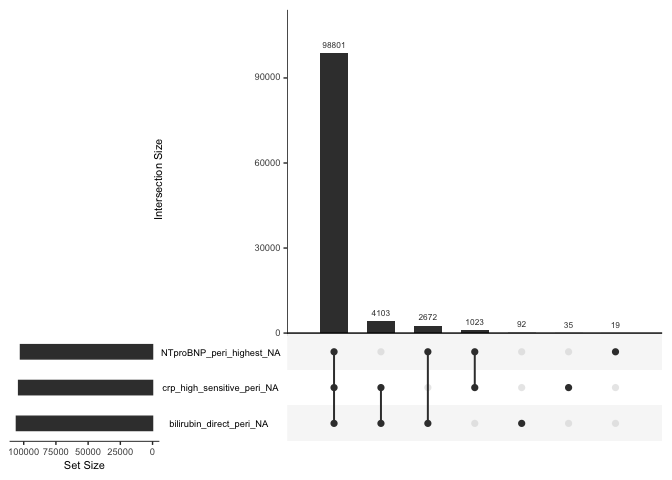 98801
90000
Intersection Size
60000
30000
4103
2672
1023
92
35
19
0
NTproBNP_peri_highest_NA
crp_high_sensitive_peri_NA
bilirubin_direct_peri_NA
100000 75000 50000 25000 0
Set Size